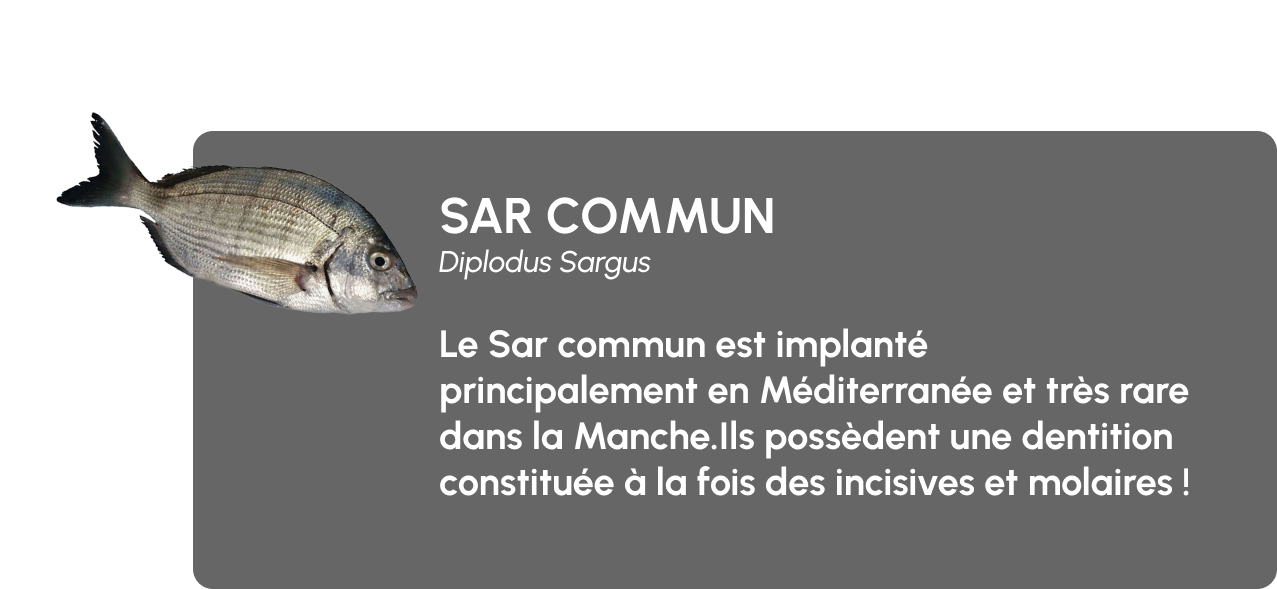 SAR COMMUN
Diplodus Sargus
Le Sar commun est implanté
principalement en Méditerranée et très rare
dans la Manche.Ils possèdent une dentition
constituée à la fois des incisives et molaires !